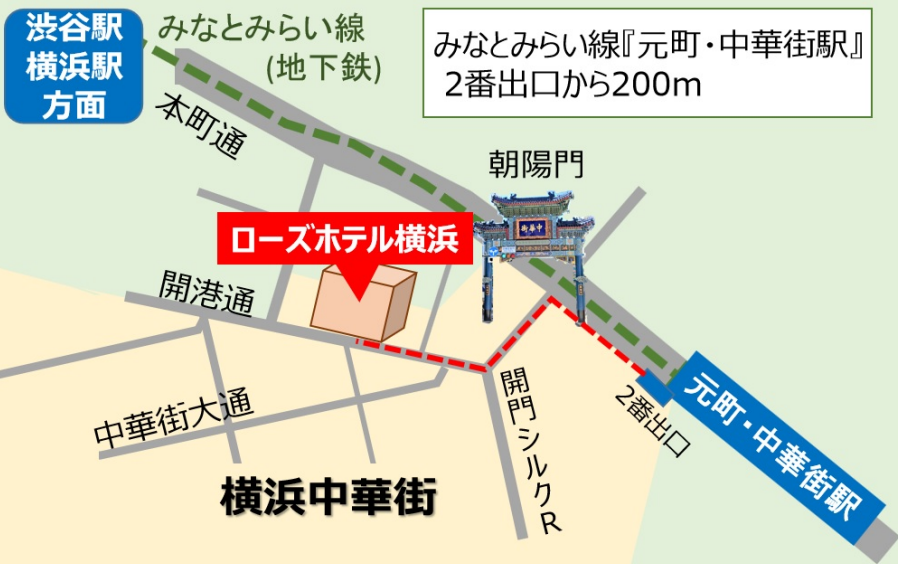 渋谷駅
横浜駅
方面
みなとみらい線
(地下鉄)
みなとみらい線『元町・中華街駅』
2番出口から200m
本町通
朝陽門
中華街
ローズホテル横浜
開港通
中華街大通
開門シルクR
2番出口
元町・中華街駅
横浜中華街